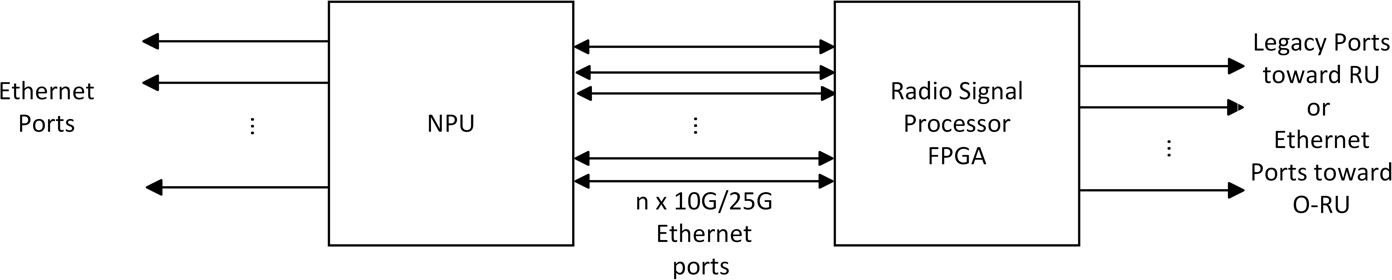 Ethernet
Ports
NPU
n x 10G/25G
Ethernet
ports
Radio Signal
Processor
FPGA
Legacy Ports
toward RU
or
Ethernet
Ports toward
O-RU